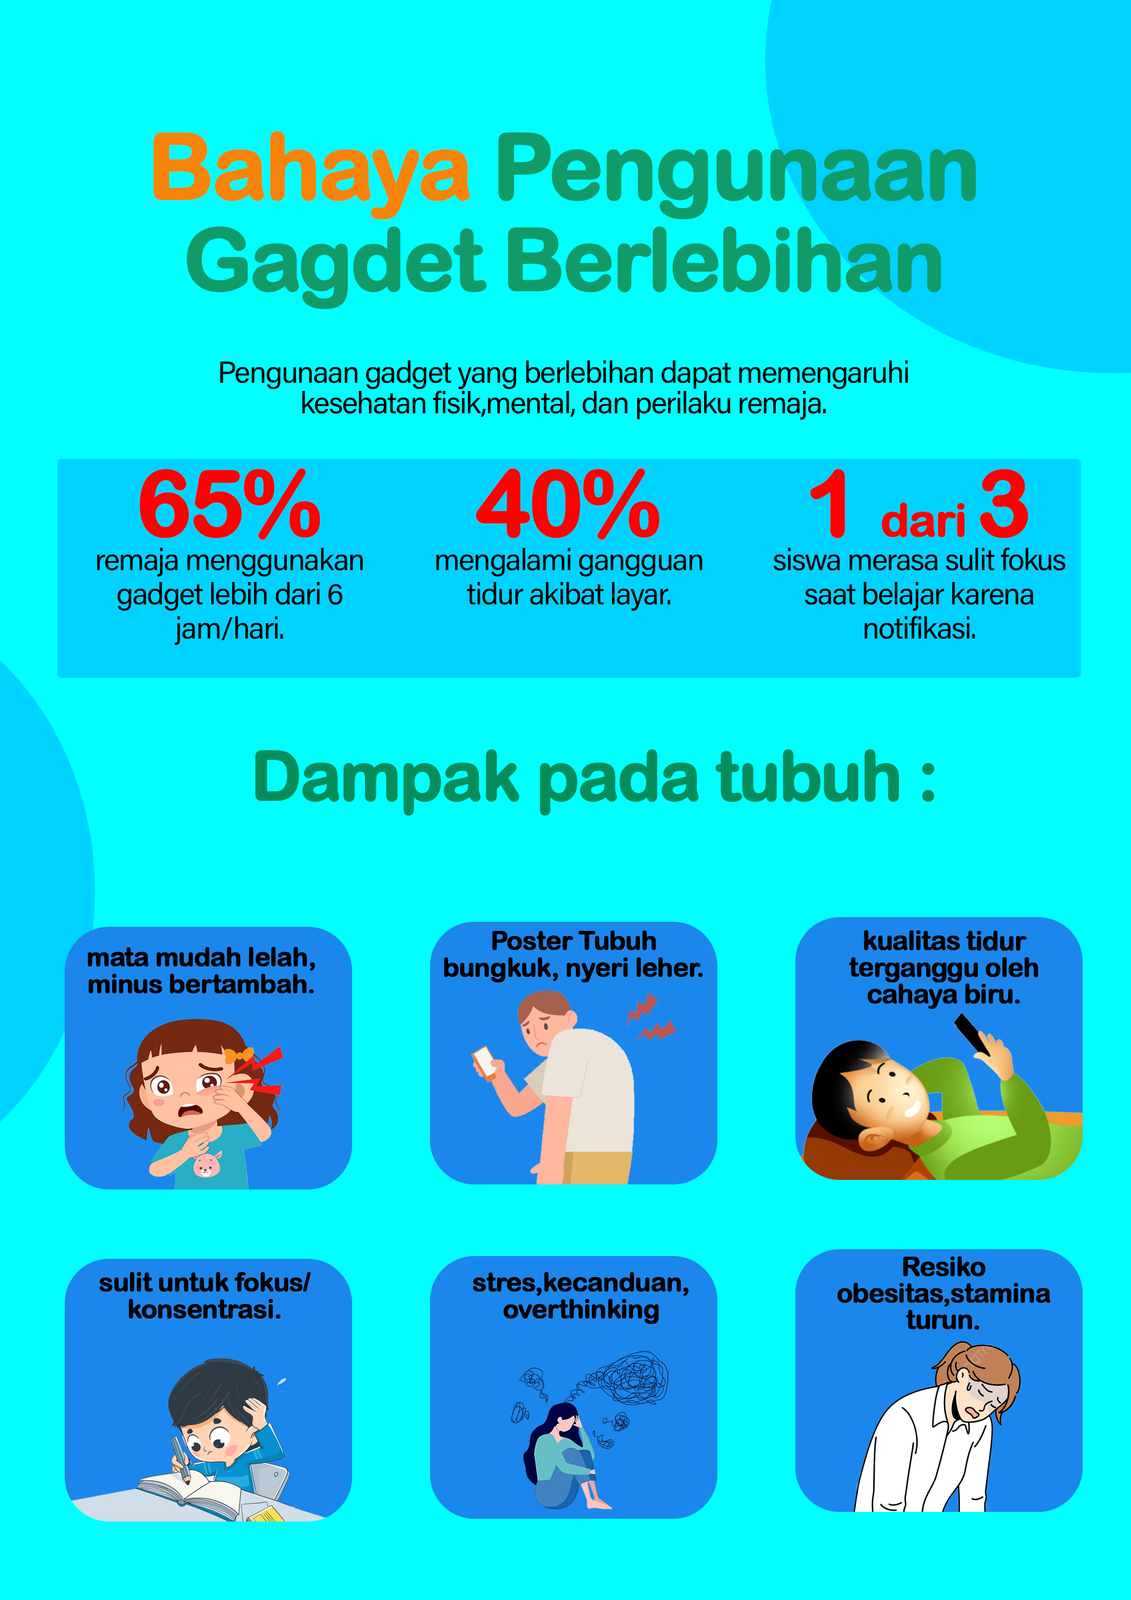 Bahaya Pengunaan
Gagdet Berlebihan
Pengunaan gadget yang berlebihan dapat memengaruhi
kesehatan fisik,mental, dan perilaku remaja.
65%
remaja menggunakan
gadget lebih dari 6
jam/hari.
40%
mengalami gangguan
tidur akibat layar.
1 dari 3
siswa merasa sulit fokus
saat belajar karena
notifikasi.
Dampak pada tubuh :
mata mudah lelah,
minus bertambah.
Poster Tubuh
bungkuk, nyeri leher.
kualitas tidur
terganggu oleh
cahaya biru.
sulit untuk fokus/
konsentrasi.
stres,kecanduan,
overthinking
Resiko
obesitas,stamina
turun.